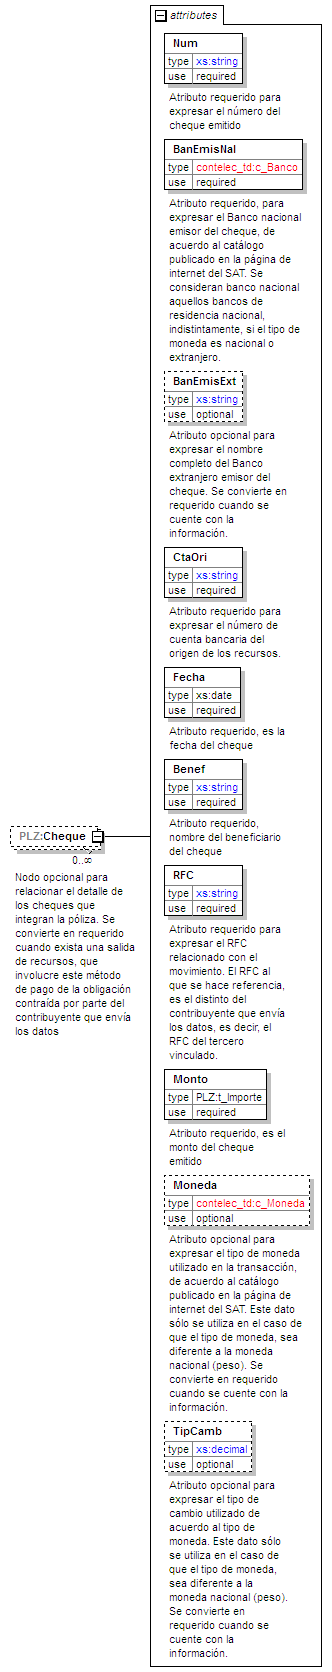 attributes
Num
type xs:string
use required
Atributo requerido para
expresar el número del
cheque emitido
BanEmisNal
type contelec_td:c_Banco
use required
Atributo requerido, para
expresar el Banco nacional
emisor del cheque, de
acuerdo al catálogo
publicado en la página de
internet del SAT. Se
consideran banco nacional
aquellos bancos de
residencia nacional,
indistintamente, si el tipo de
moneda es nacional o
extranjero.
BanEmisExt
type xs:string
use optional
Atributo opcional para
expresar el nombre
completo del Banco
extranjero emisor del
cheque. Se convierte en
requerido cuando se
cuente con la
información.
CtaOri
type xs:string
use required
Atributo requerido para
expresar el número de
cuenta bancaria del
origen de los recursos.
Fecha
type xs:date
use required
Atributo requerido, es la
fecha del cheque
Benef
type xs:string
use required
Atributo requerido,
nombre del beneficiario
del cheque
PLZ:Cheque
0..∞
Nodo opcional para
relacionar el detalle de
los cheques que
integran la póliza. Se
convierte en requerido
cuando exista una salida
de recursos, que
involucre este método
de pago de la obligación
contraída por parte del
contribuyente que envía
los datos
RFC
type xs:string
use required
Atributo requerido para
expresar el RFC
relacionado con el
movimiento. El RFC al
que se hace referencia,
es el distinto del
contribuyente que envía
los datos, es decir, el
RFC del tercero
vinculado.
Monto
type PLZ:t_Importe
use required
Atributo requerido, es el
monto del cheque
emitido
Moneda
type contelec_td:c_Moneda
use optional
Atributo opcional para
expresar el tipo de moneda
utilizado en la transacción,
de acuerdo al catálogo
publicado en la página de
internet del SAT. Este dato
sólo se utiliza en el caso de
que el tipo de moneda, sea
diferente a la moneda
nacional (peso). Se
convierte en requerido
cuando se cuente con la
información.
TipCamb
type xs:decimal
use optional
Atributo opcional para
expresar el tipo de
cambio utilizado de
acuerdo al tipo de
moneda. Este dato sólo
se utiliza en el caso de
que el tipo de moneda,
sea diferente a la
moneda nacional (peso).
Se convierte en
requerido cuando se
cuente con la
información.